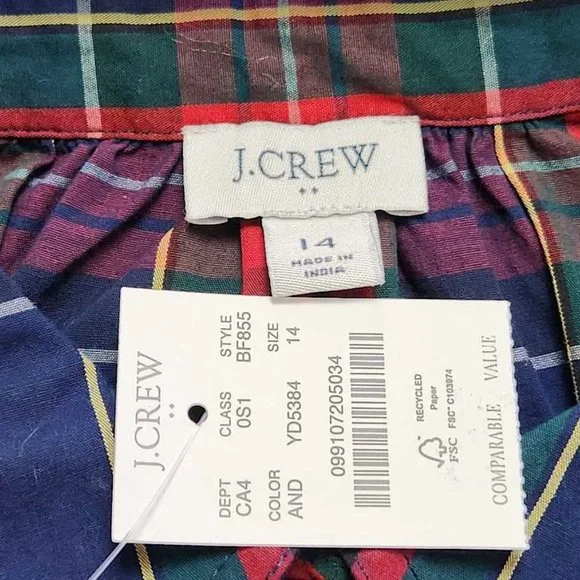 J.CREW
14
MADE IN
INDIA
J.CREW
DEPT CLASS STYLE
CA4 0S1 BF855
COLOR SIZE
AND YD5384 14
099107205034
RECYCLED
Paper
FSC FSC® C103974
COMPARABLE VALUE